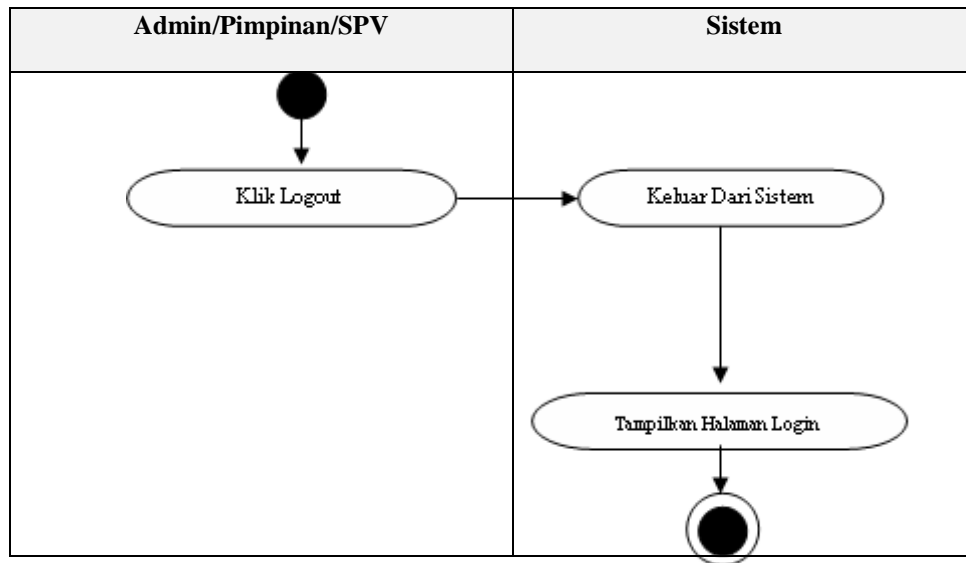 Admin/Pimpinan/SPV
Sistem
Klik Logout
Keluar Dari Sistem
Tampilkan Halaman Login